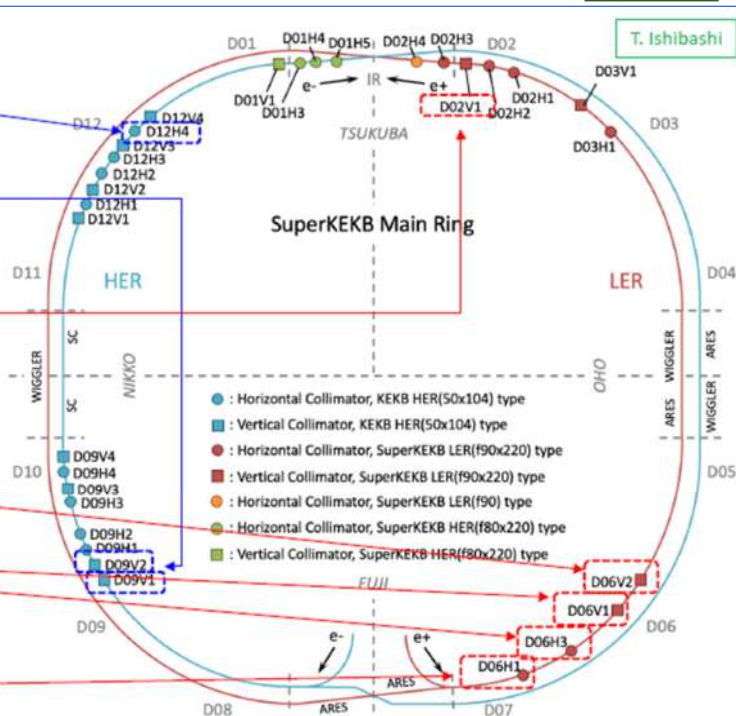 T. Ishibashi
D01
D01H4
D01H5
D02H4
D02H3
D02
D01V1
D01H3
e-
IR
e+
D02V1
D02H2
D02H1
D03V1
D03H1
D03
TSUKUBA
D12
D12V4
D12H4
D12V3
D12H3
D12H2
D12V2
D12H1
D12V1
SuperKEKB Main Ring
D11
HER
LER
D04
SC
WIGGLER
SC
NIKKO
OHO
WIGGLER
ARES
ARES
WIGGLER
: Horizontal Collimator, KEKB HER(50x104) type
: Vertical Collimator, KEKB HER(50x104) type
: Horizontal Collimator, SuperKEKB LER(f90x220) type
: Vertical Collimator, SuperKEKB LER(f90x220) type
: Horizontal Collimator, SuperKEKB LER(f90) type
: Horizontal Collimator, SuperKEKB HER(f80x220) type
: Vertical Collimator, SuperKEKB HER(f80x220) type
D10
D09V4
D09H4
D09V3
D09H3
D09H2
D09H1
D09V2
D09V1
D05
FUJI
D06V2
D06V1
D06H3
D06H1
D06
D09
e-
e+
ARES
ARES
D08
D07